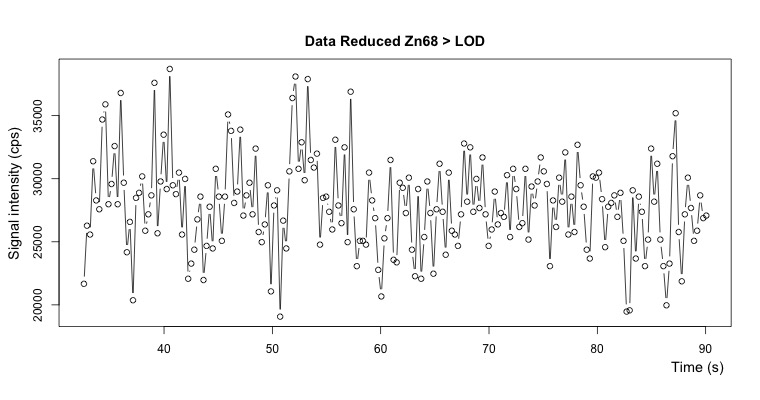 Data Reduced Zn68 > LOD
Signal intensity (cps)
35000
30000
25000
20000
40 50 60 70 80 90
Time (s)